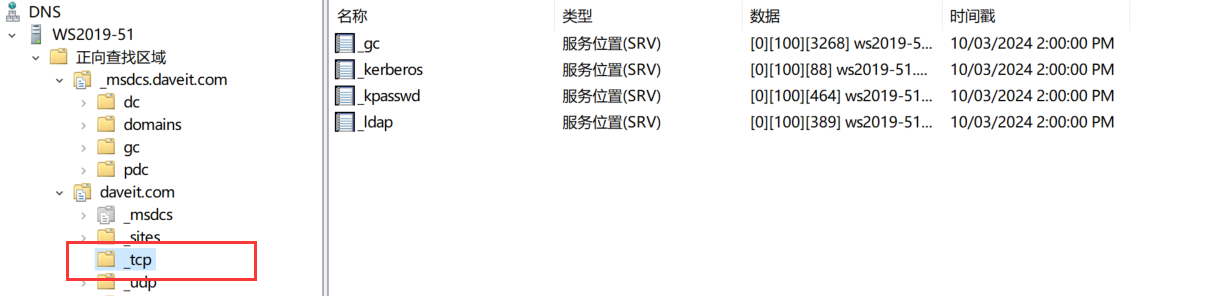 DNS
WS2019-51
正向查找区域
_msdcs.daveit.com
dc
domains
gc
pdc
daveit.com
_msdcs
_sites
_tcp
_udp
名称 类型 数据 时间戳
_gc 服务位置(SRV) [0][100][3268] ws2019-5... 10/03/2024 2:00:00 PM
_kerberos 服务位置(SRV) [0][100][88] ws2019-51.... 10/03/2024 2:00:00 PM
_kpasswd 服务位置(SRV) [0][100][464] ws2019-51... 10/03/2024 2:00:00 PM
_ldap 服务位置(SRV) [0][100][389] ws2019-51... 10/03/2024 2:00:00 PM